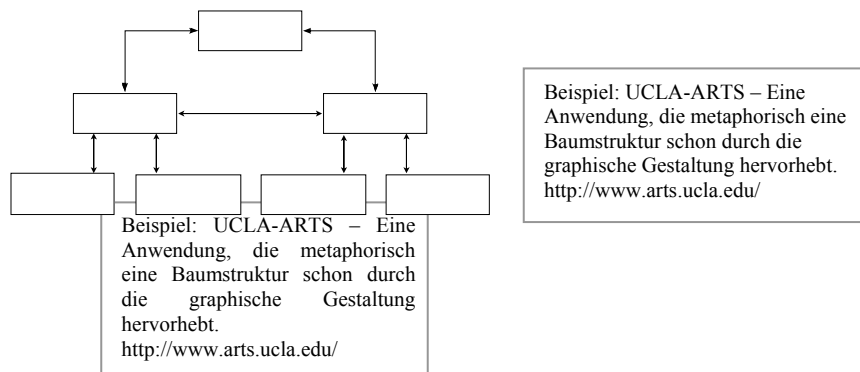 Beispiel: UCLA-ARTS – Eine
Anwendung, die metaphorisch
eine Baumstruktur schon durch
die graphische Gestaltung
hervorhebt.
http://www.arts.ucla.edu/
Beispiel: UCLA-ARTS – Eine
Anwendung, die metaphorisch eine
Baumstruktur schon durch die
graphische Gestaltung hervorhebt.
http://www.arts.ucla.edu/